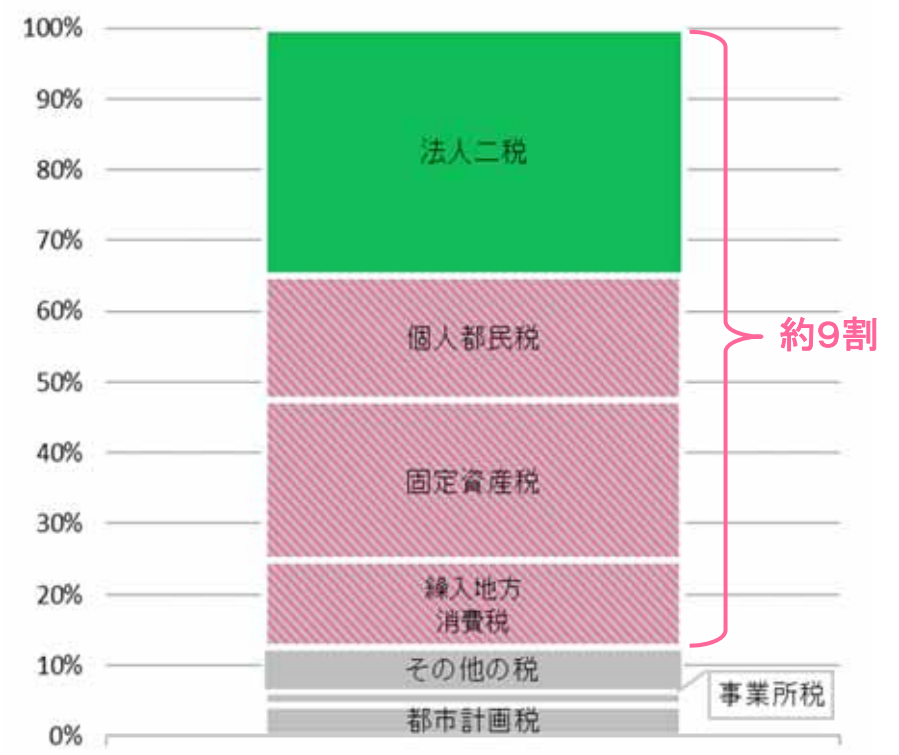 100%
90%
80%
70%
60%
50%
40%
30%
20%
10%
0%
法人二税
個人都民税
固定資産税
繰入地方
消費税
その他の税
都市計画税
事業所税
約9割